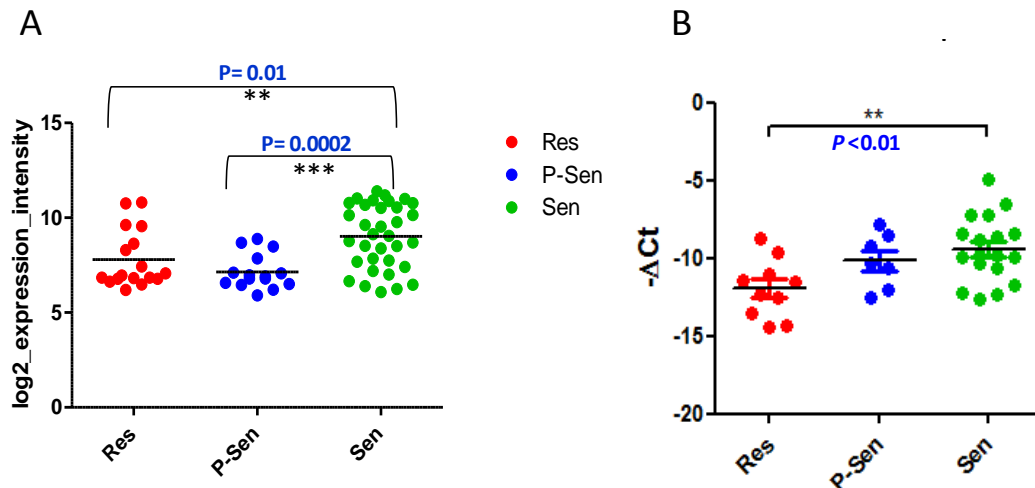 A
P= 0.01
**
P= 0.0002
***
log2_expression_intensity
15
10
5
0
Res
P-Sen
Sen
Res
P-Sen
Sen
B
-ΔCt
0
-5
-10
-15
-20
**
P<0.01
Res
P-Sen
Sen